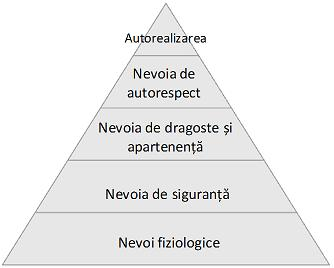 Autorealizarea
Nevoia de
autorespect
Nevoia de dragoste și
apartenență
Nevoia de siguranță
Nevoi fiziologice